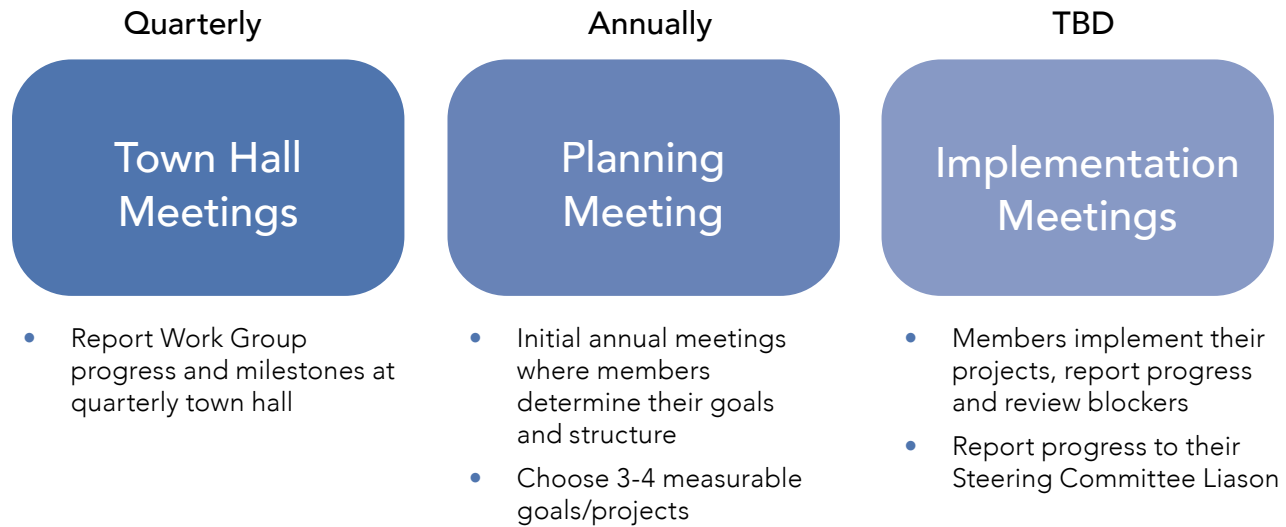 Quarterly
Town Hall
Meetings
• Report Work Group
progress and milestones at
quarterly town hall
Annually
Planning
Meeting
• Initial annual meetings
where members
determine their goals
and structure
• Choose 3-4 measurable
goals/projects
TBD
Implementation
Meetings
• Members implement their
projects, report progress
and review blockers
• Report progress to their
Steering Committee Liason